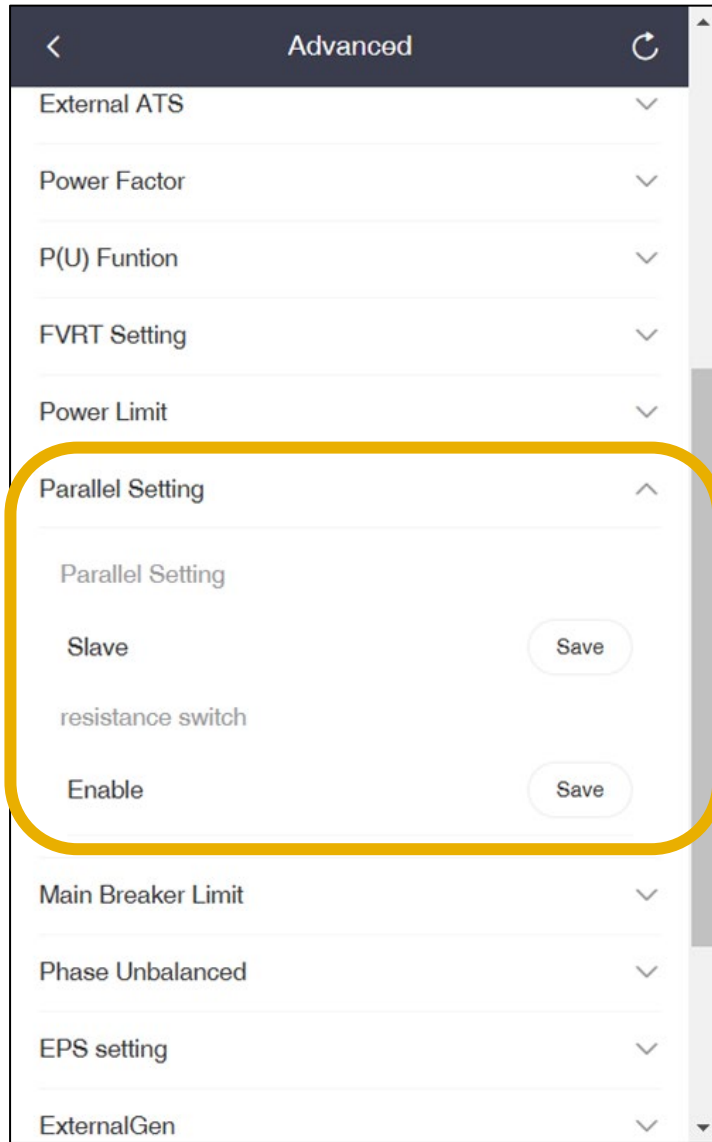 Advanced
External ATS
Power Factor
P(U) Funtion
FVRT Setting
Power Limit
Parallel Setting
Parallel Setting
Slave Save
resistance switch
Enable Save
Main Breaker Limit
Phase Unbalanced
EPS setting
ExternalGen